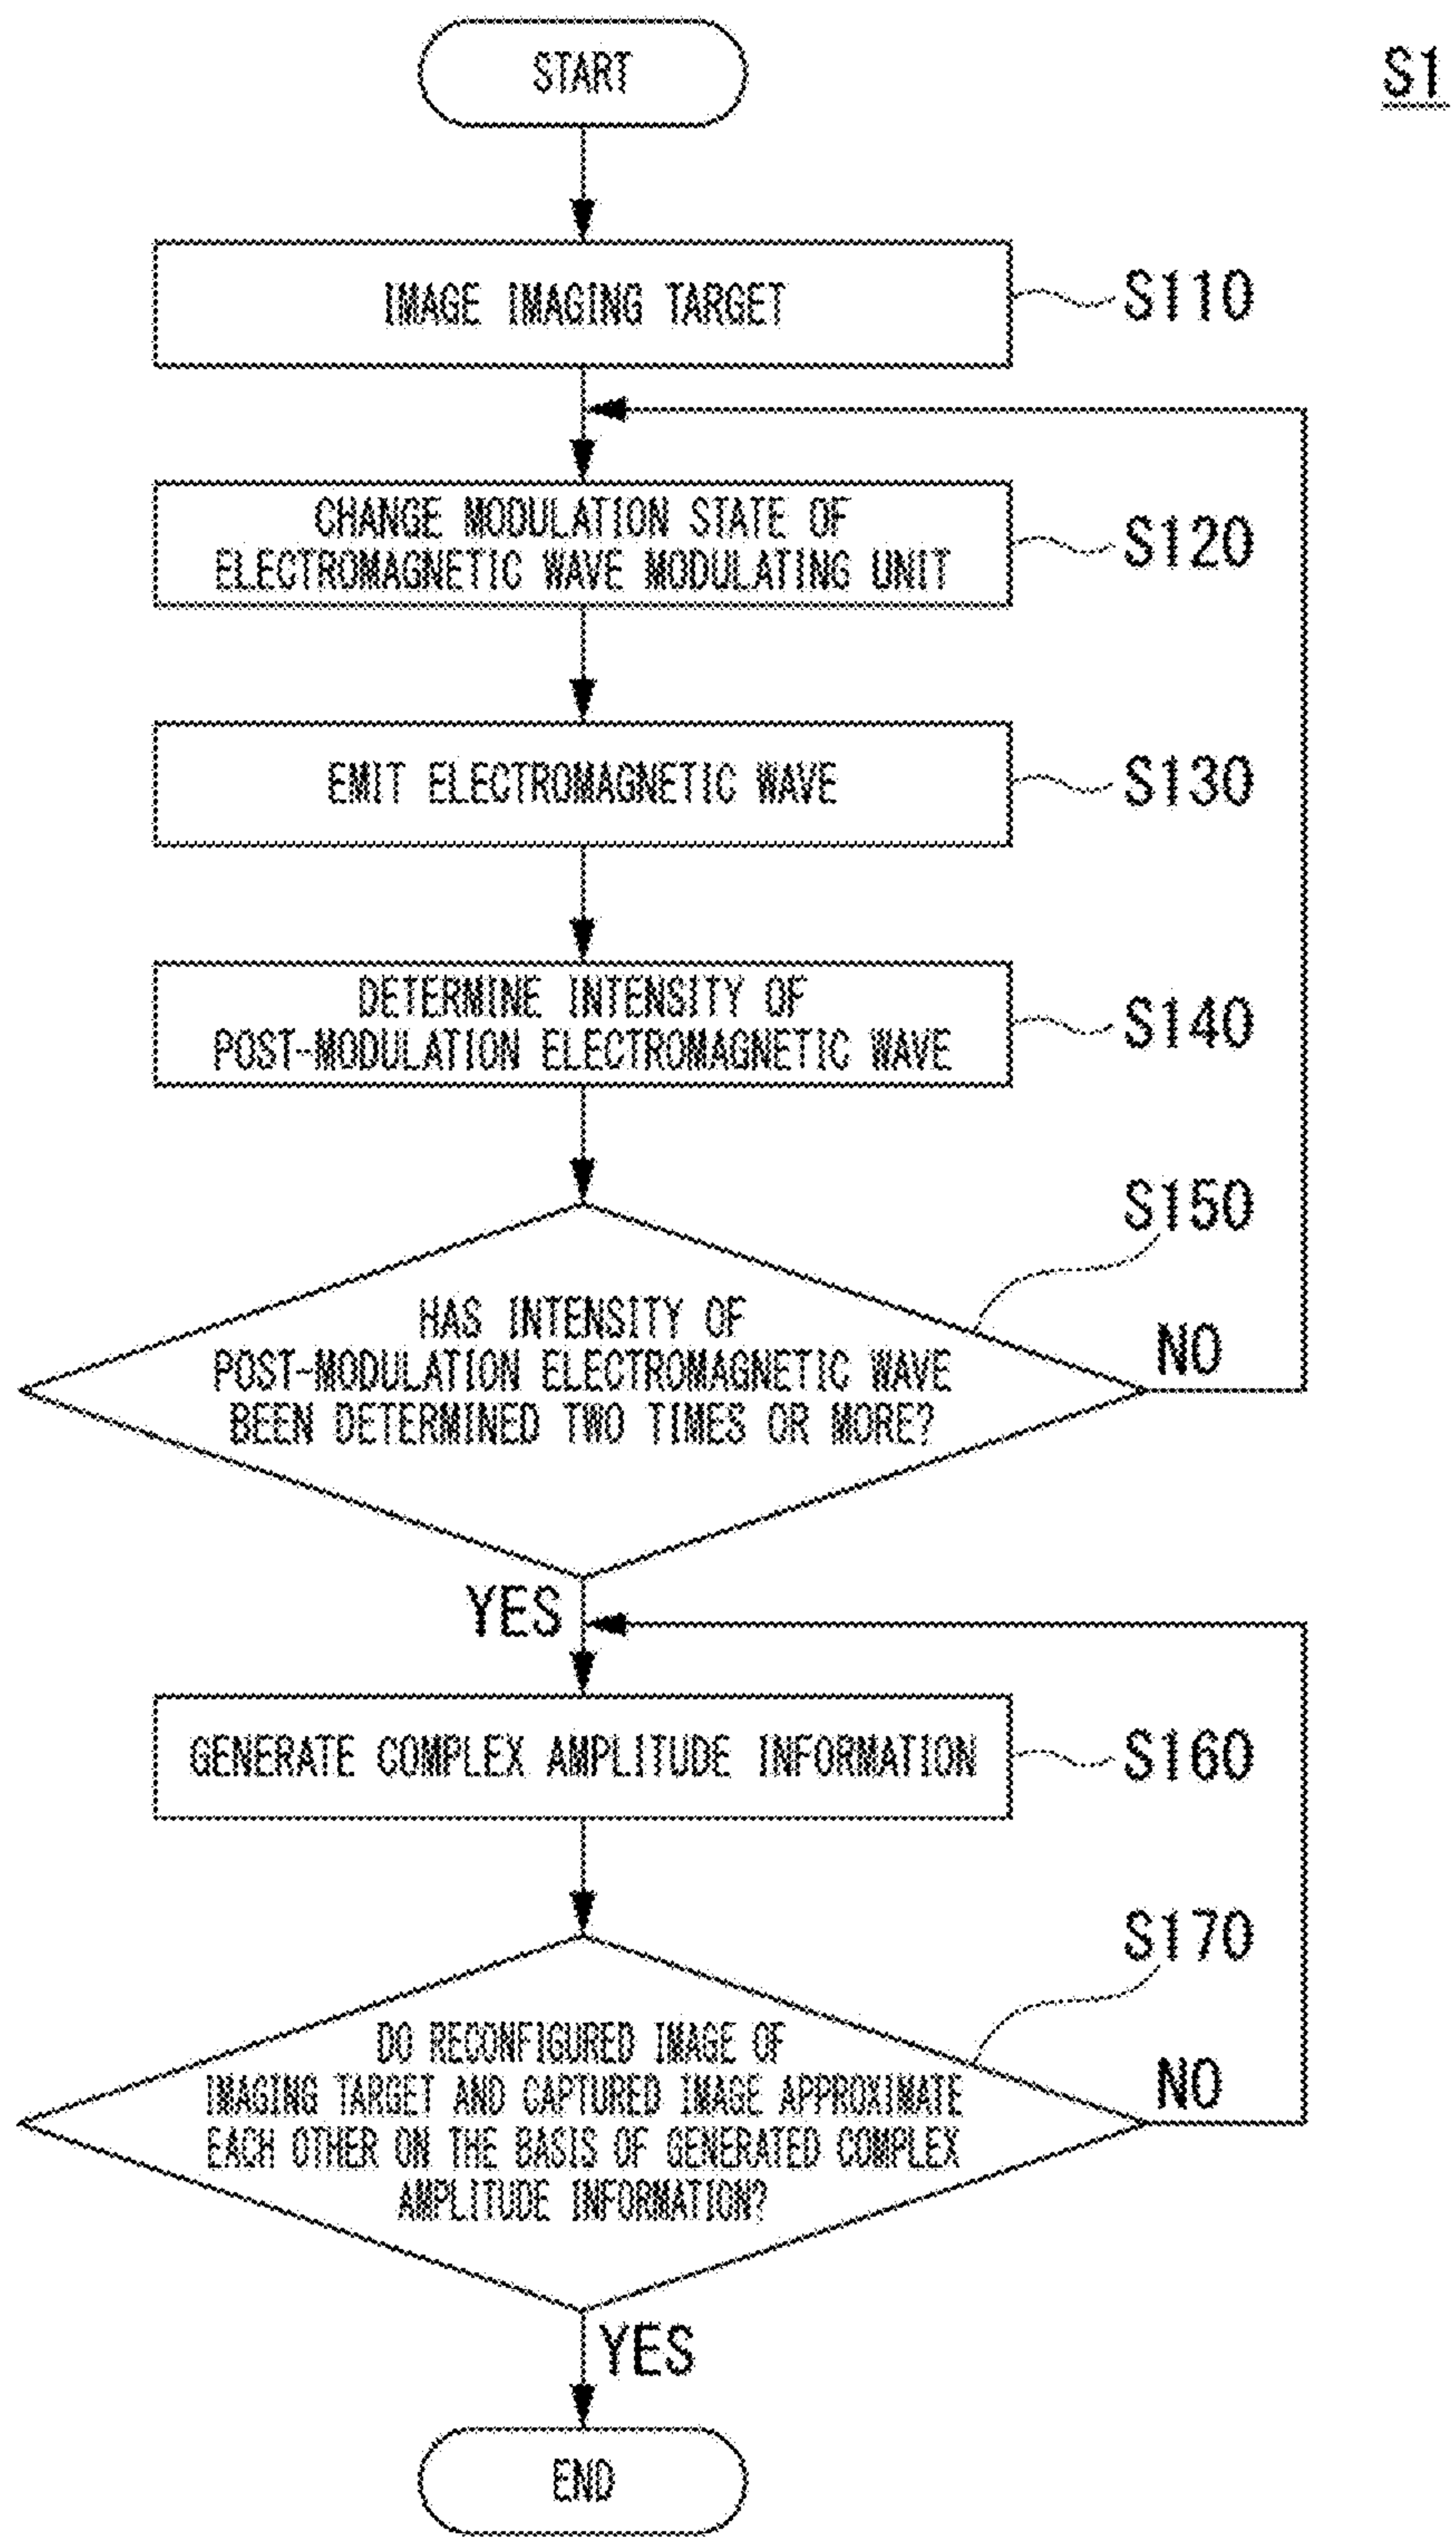 START
S1
IMAGE IMAGING TARGET
S110
CHANGE MODULATION STATE OF
ELECTROMAGNETIC WAVE MODULATING UNIT
S120
EMIT ELECTROMAGNETIC WAVE
S130
DETERMINE INTENSITY OF
POST-MODULATION ELECTROMAGNETIC WAVE
S140
S150
HAS INTENSITY OF
POST-MODULATION ELECTROMAGNETIC WAVE
BEEN DETERMINED TWO TIMES OR MORE?
NO
YES
GENERATE COMPLEX AMPLITUDE INFORMATION
S160
S170
DO RECONFIGURED IMAGE OF
IMAGING TARGET AND CAPTURED IMAGE APPROXIMATE
EACH OTHER ON THE BASIS OF GENERATED COMPLEX
AMPLITUDE INFORMATION?
NO
YES
END